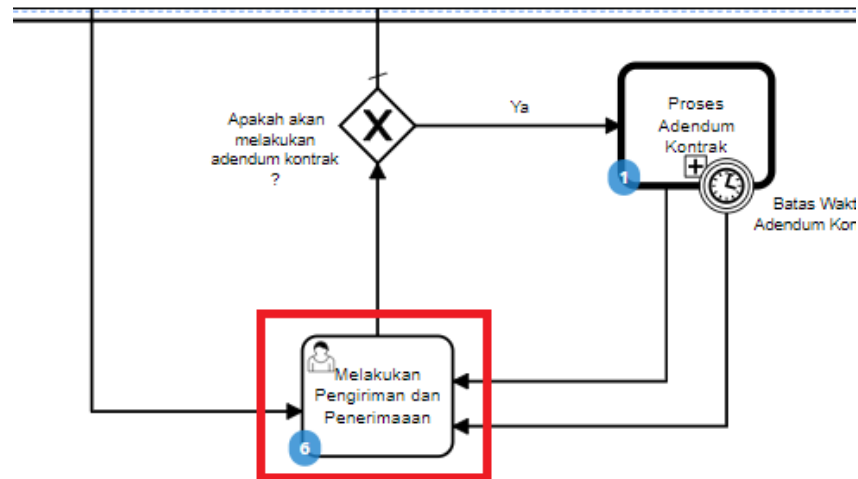 Apakah akan
melakukan
adendum kontrak
?
Ya
Proses
Adendum
Kontrak
1
Batas Wakt
Adendum Kon
Melakukan
Pengiriman dan
Penerimaaan
6